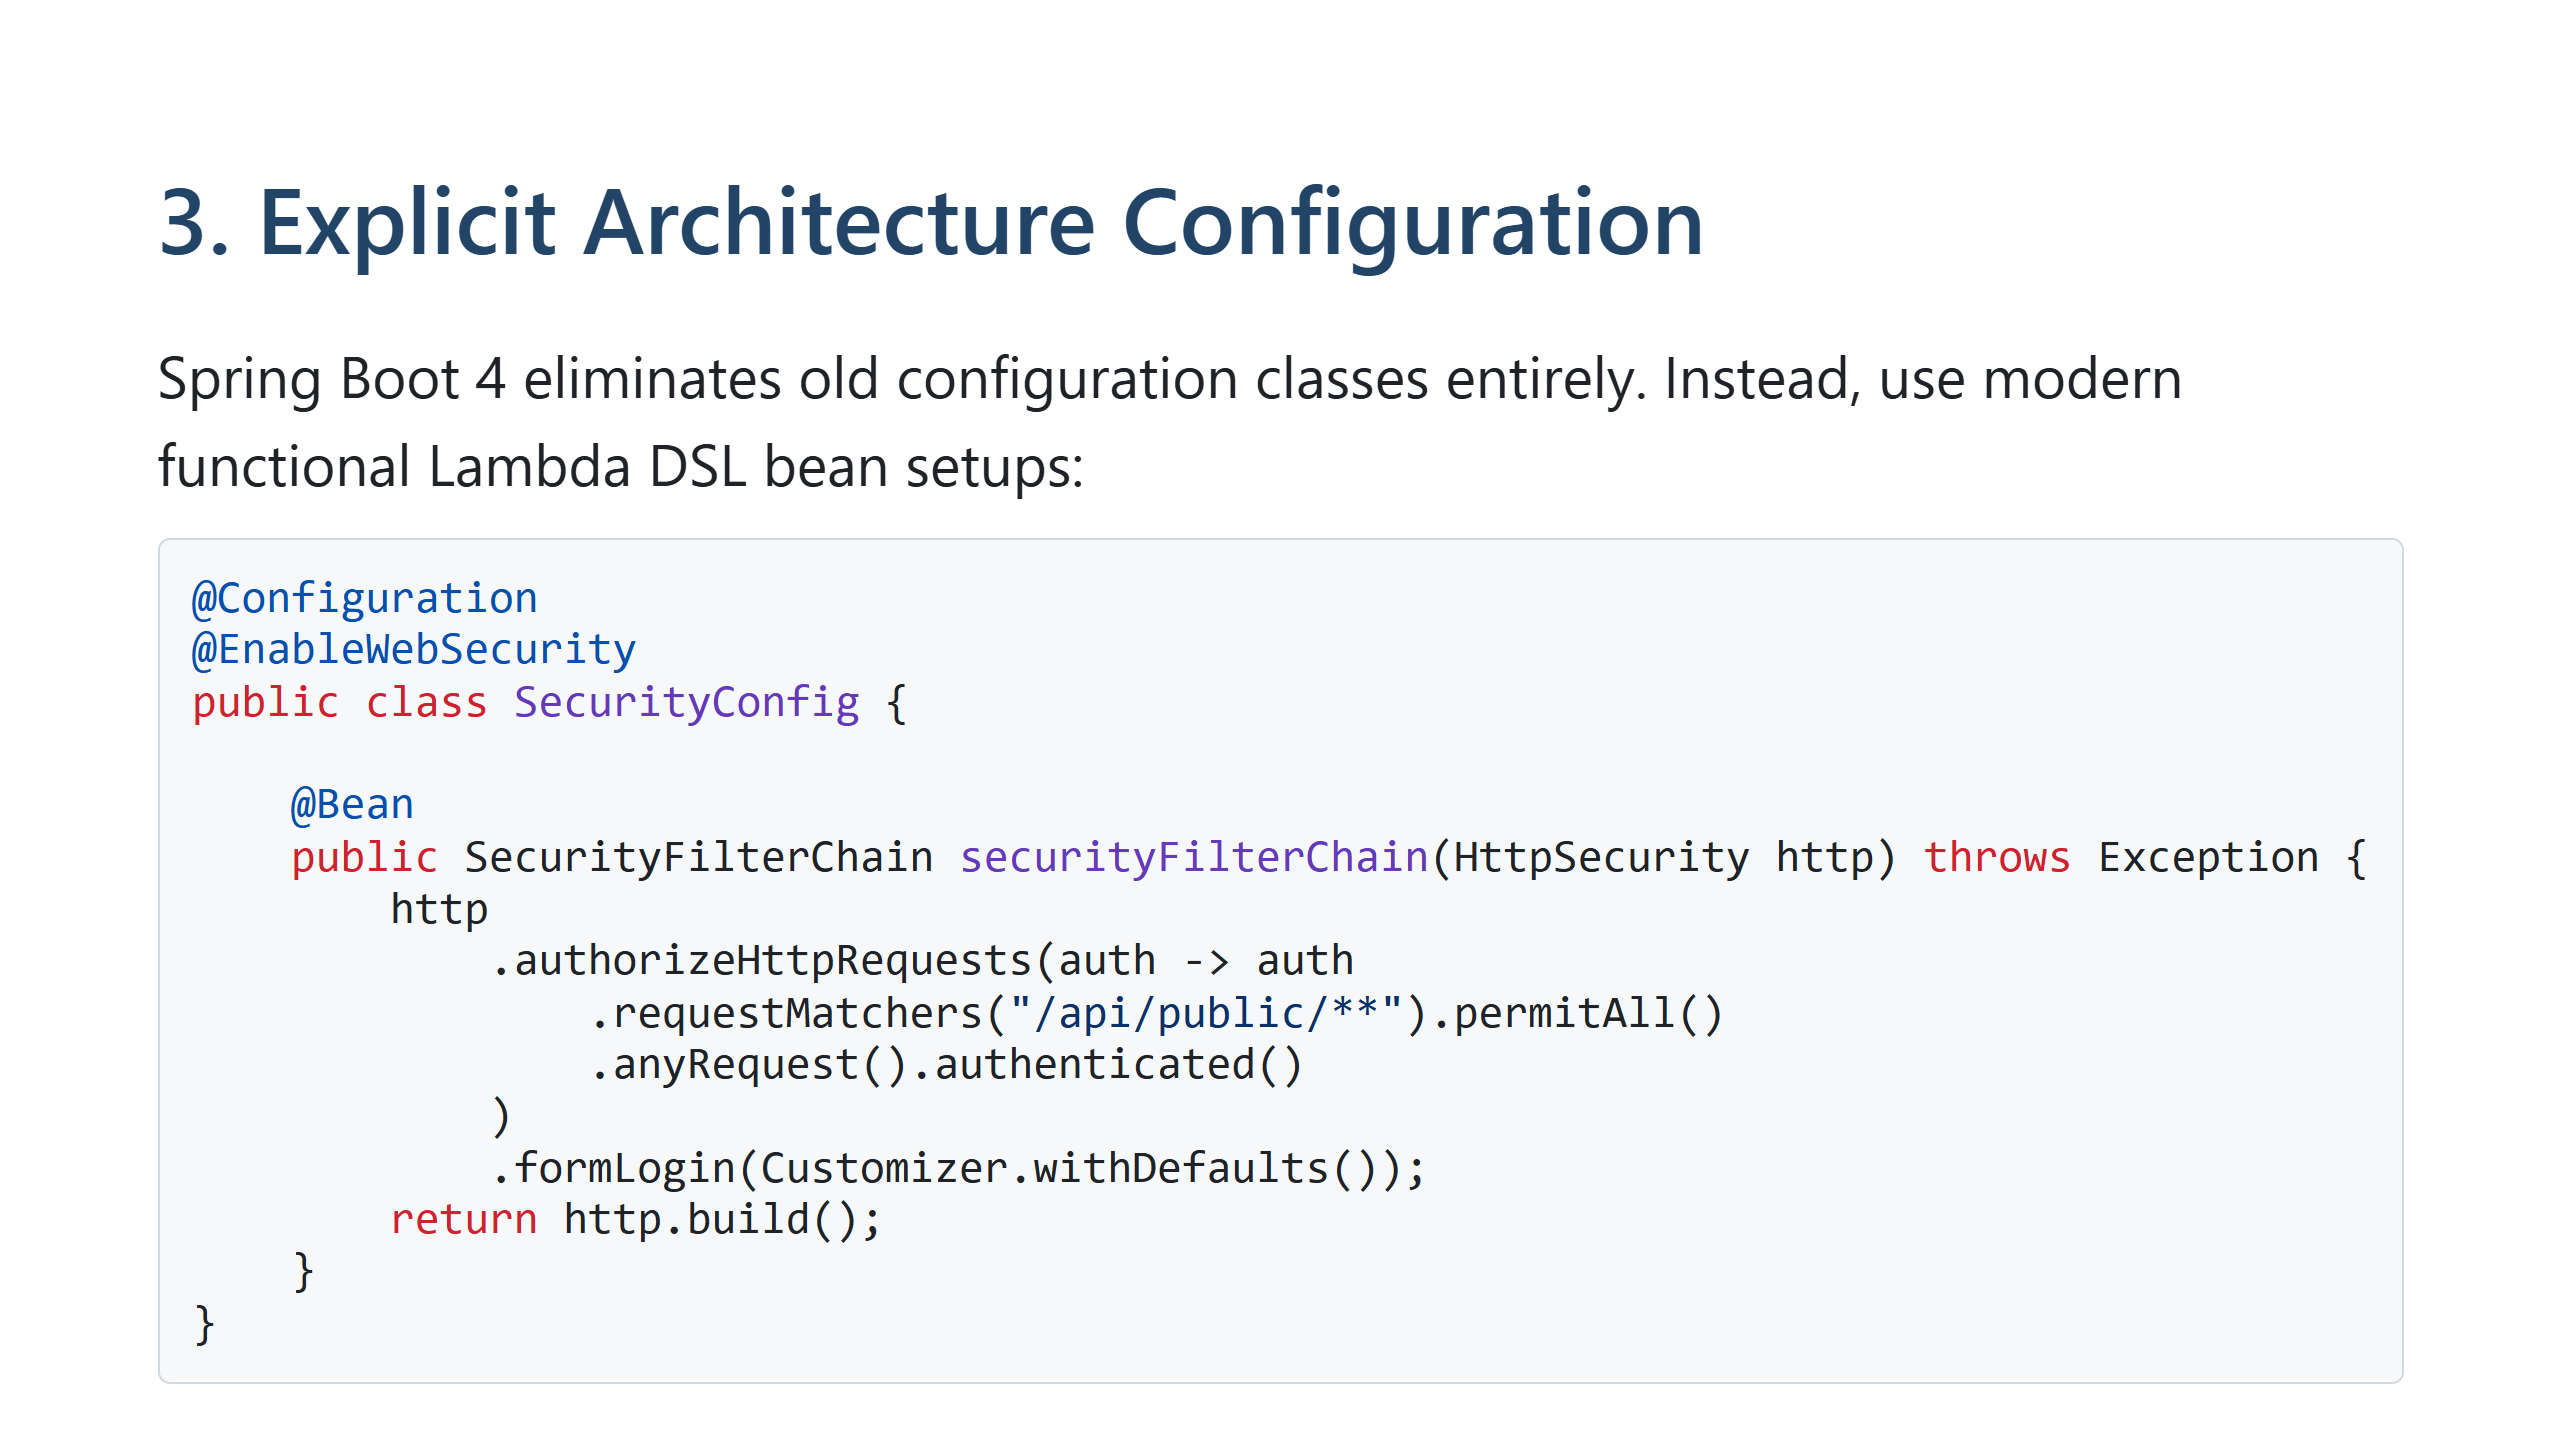 3. Explicit Architecture Configuration
Spring Boot 4 eliminates old configuration classes entirely. Instead, use modern
functional Lambda DSL bean setups:
@Configuration
@EnableWebSecurity
public class SecurityConfig {
    @Bean
    public SecurityFilterChain securityFilterChain(HttpSecurity http) throws Exception {
        http
            .authorizeHttpRequests(auth -> auth
                .requestMatchers("/api/public/**").permitAll()
                .anyRequest().authenticated()
            )
            .formLogin(Customizer.withDefaults());
        return http.build();
    }
}